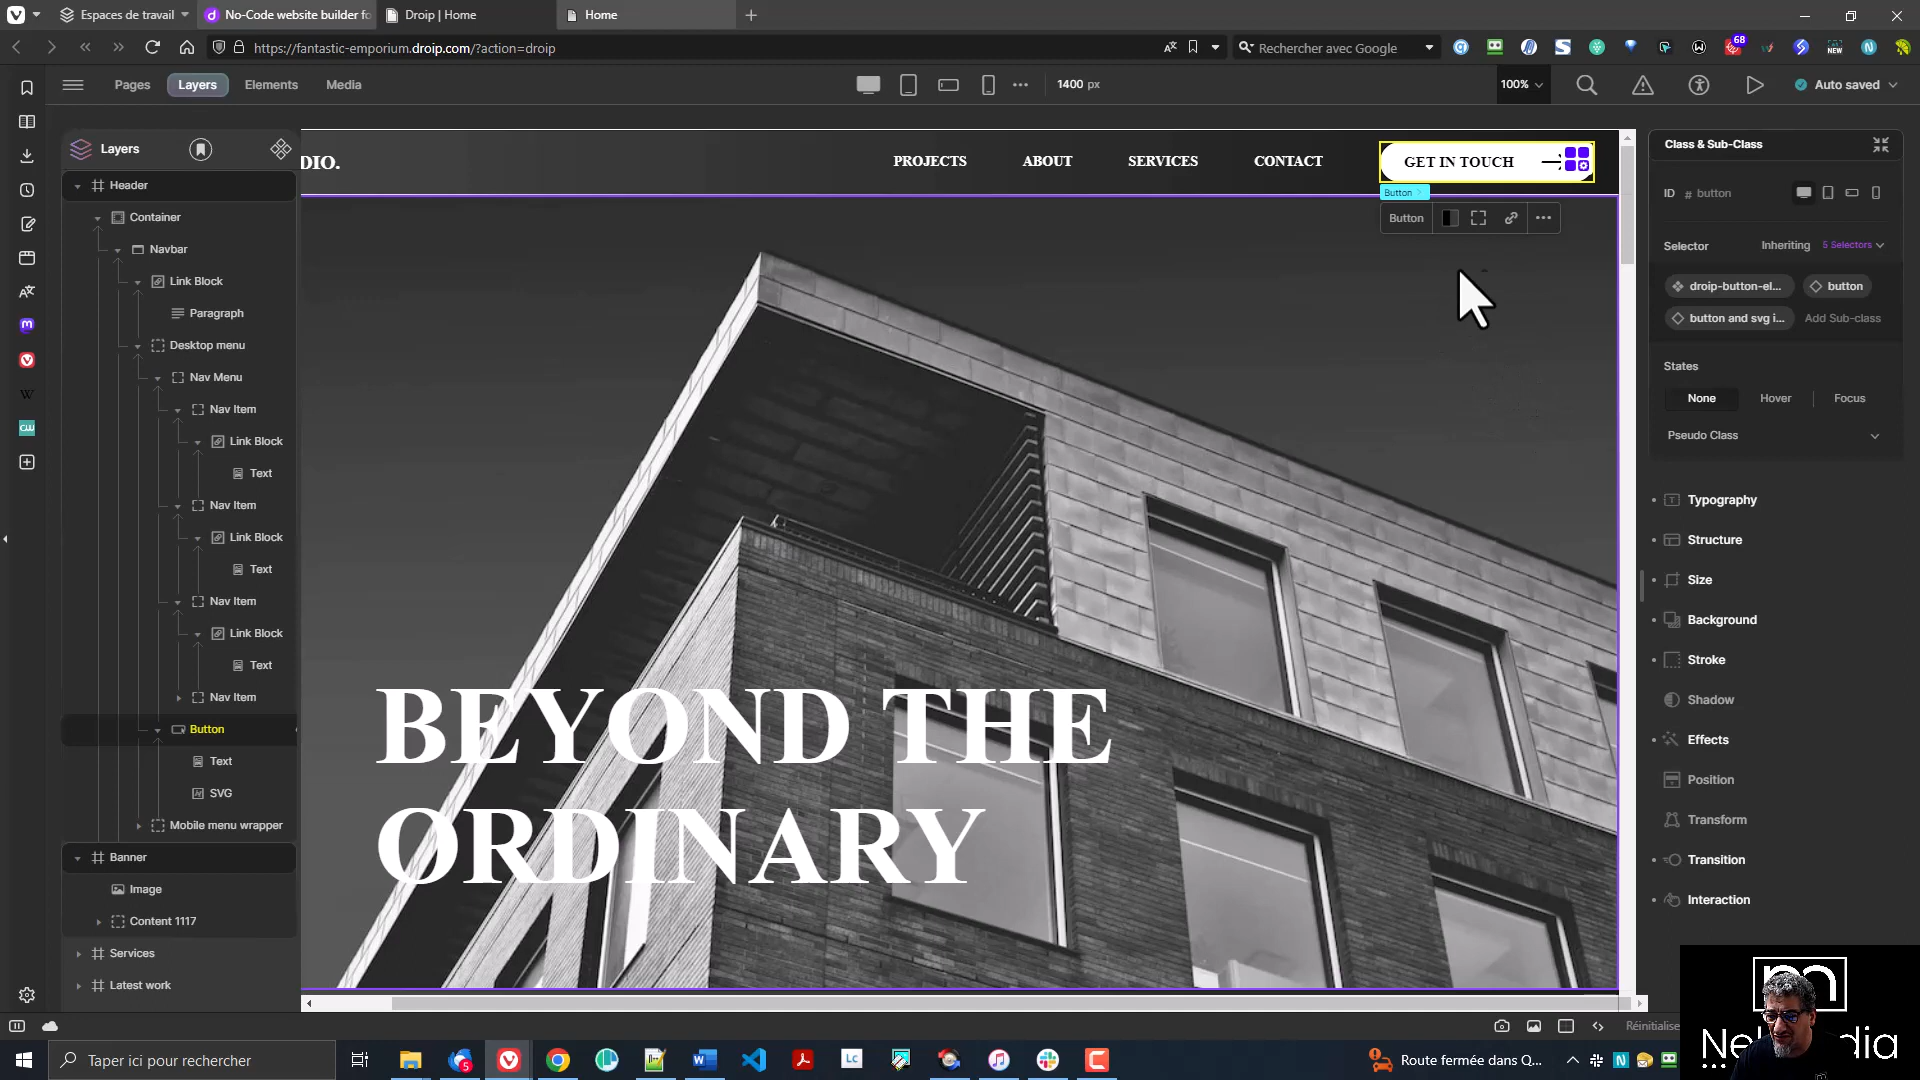 Espaces de travail
No-Code website builder fo
Droip | Home
Home
https://fantastic-emporium.droip.com/?action=droip
Rechercher avec Google
68
NEW
Pages
Layers
Elements
Media
1400 px
100%
Auto saved
Layers
Header
Container
Navbar
Link Block
Paragraph
Desktop menu
Nav Menu
Nav Item
Link Block
Text
Nav Item
Link Block
Text
Nav Item
Link Block
Text
Nav Item
Button
Text
SVG
Mobile menu wrapper
Banner
Image
Content 1117
Services
Latest work
DIO.
PROJECTS
ABOUT
SERVICES
CONTACT
GET IN TOUCH
Button
Button
BEYOND THE
ORDINARY
Class & Sub-Class
ID # button
Selector
Inheriting
5 Selectors
droip-button-el...
button
button and svg i...
Add Sub-class
States
None
Hover
Focus
Pseudo Class
Typography
Structure
Size
Background
Stroke
Shadow
Effects
Position
Transform
Transition
Interaction
Réinitialise
Taper ici pour rechercher
5
LC
Route fermée dans Q...